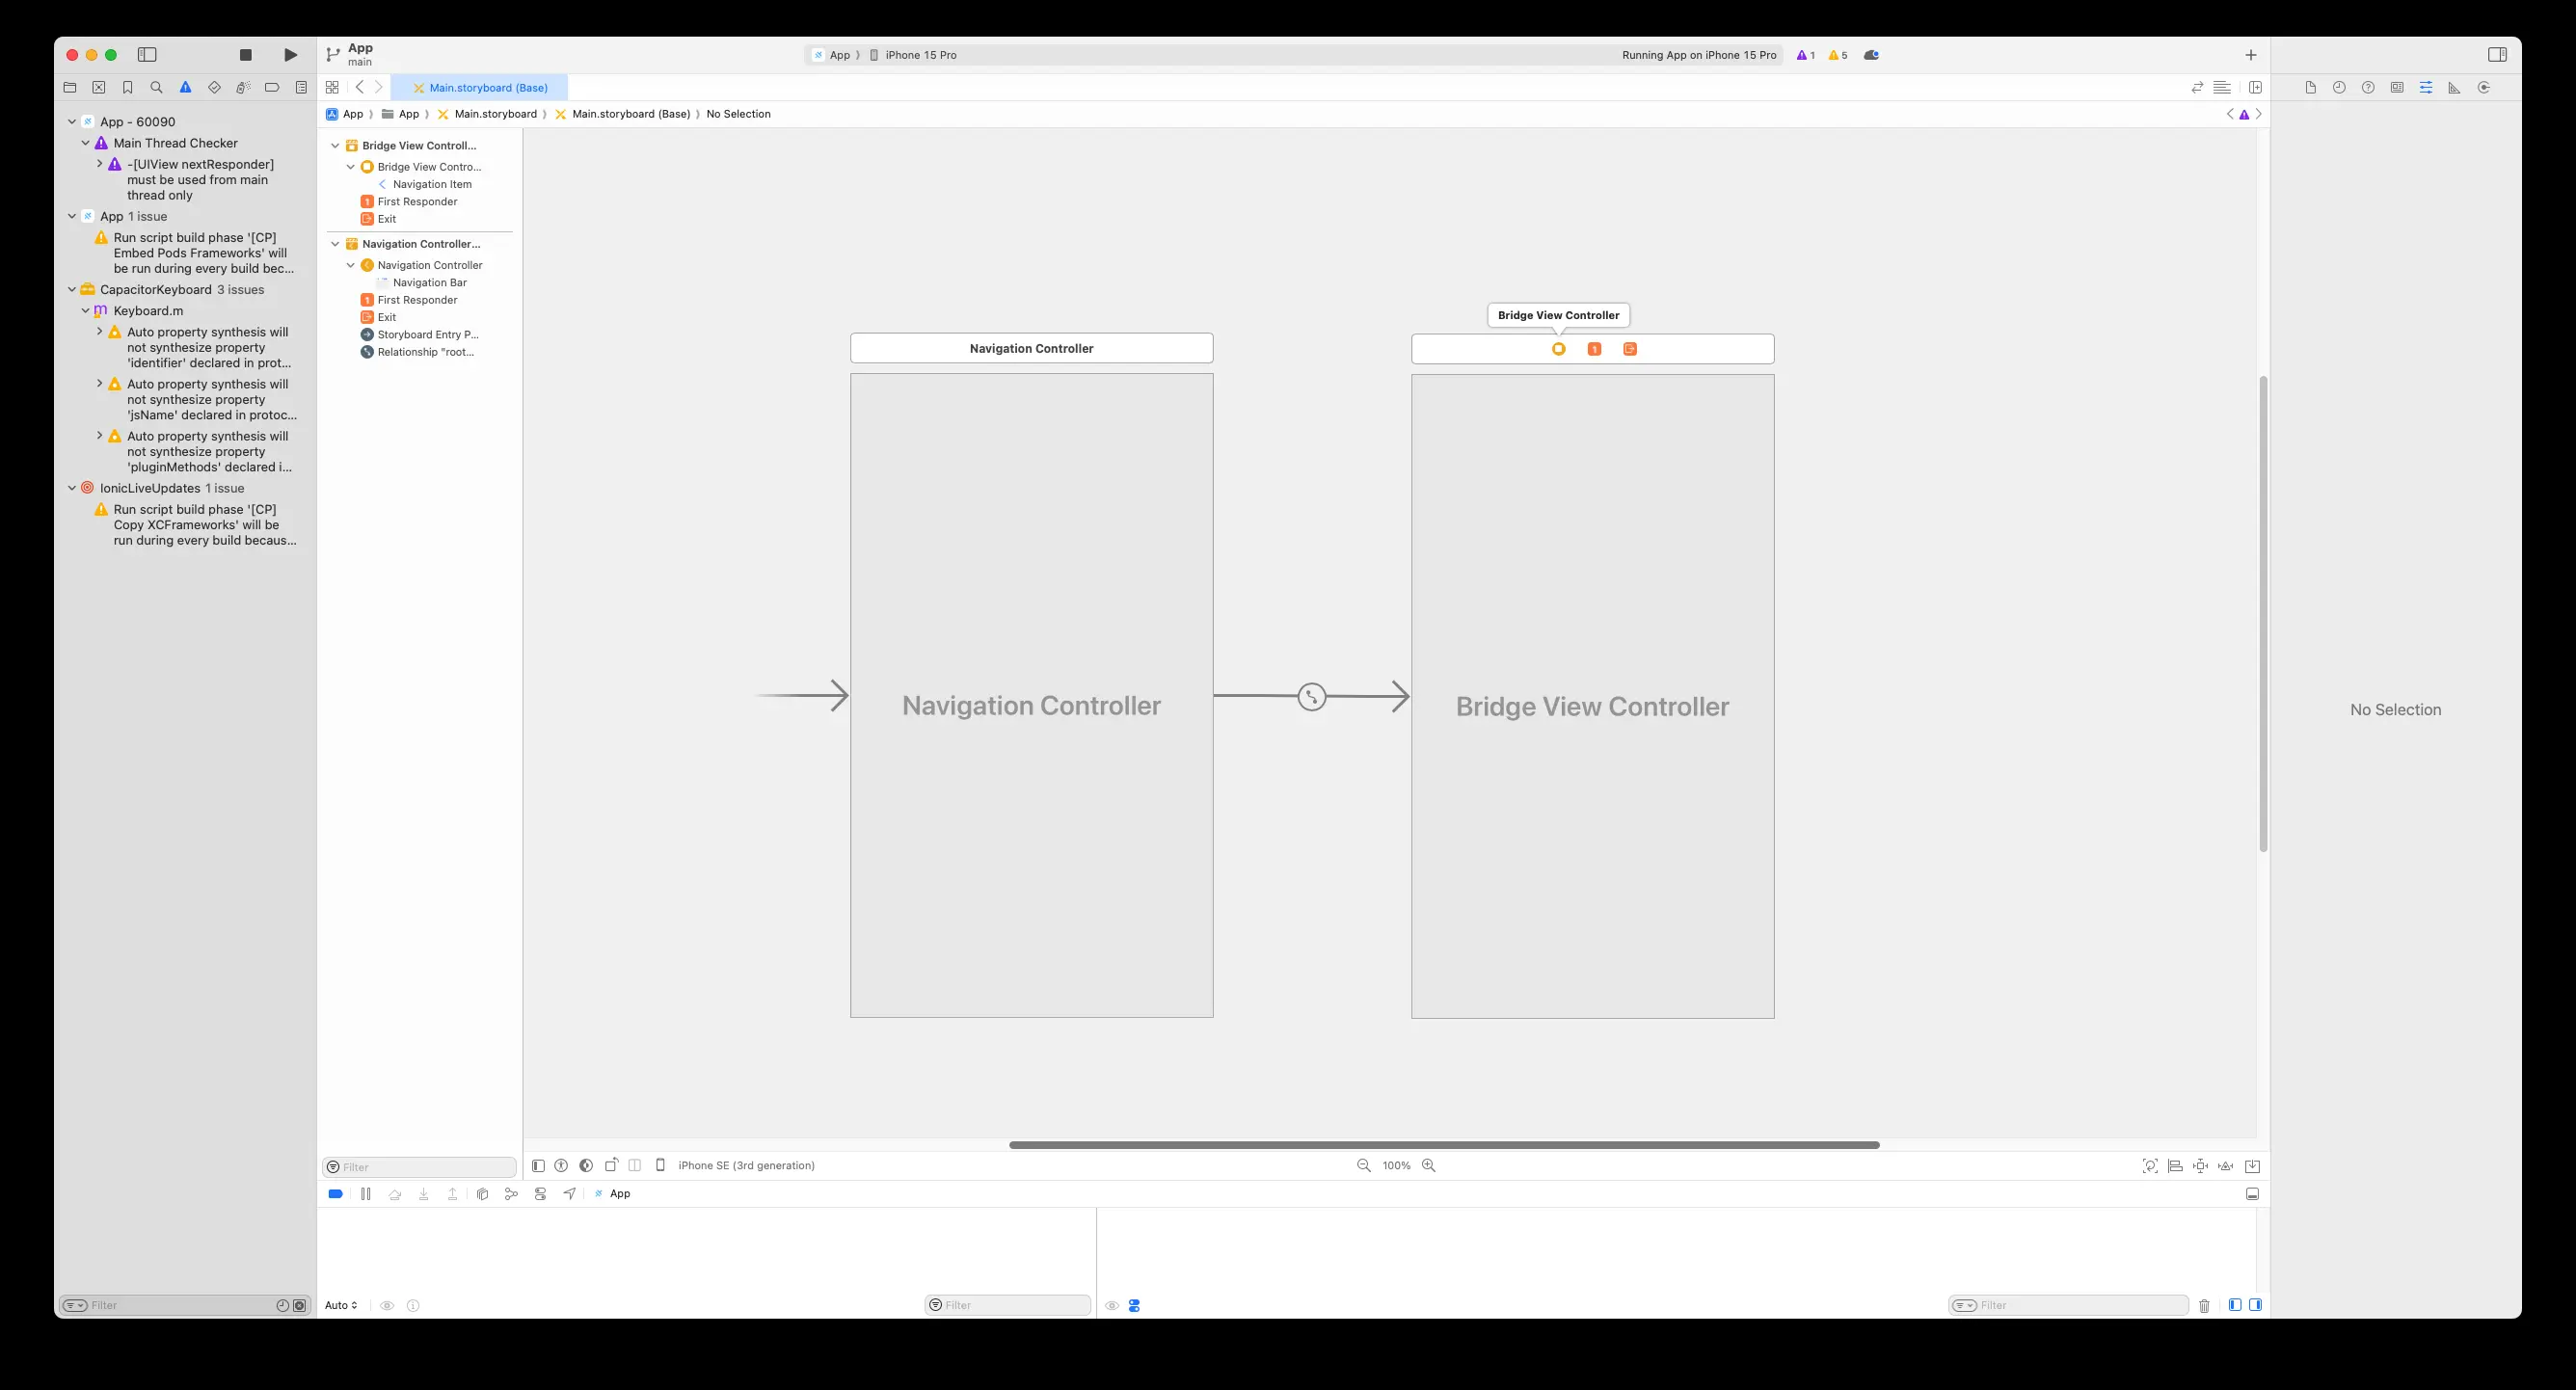 App
main
App
iPhone 15 Pro
Running App on iPhone 15 Pro
1
5
Main.storyboard (Base)
App
App
Main.storyboard
Main.storyboard (Base)
No Selection
App - 60090
Main Thread Checker
-[UIView nextResponder]
must be used from main
thread only
App 1 issue
Run script build phase '[CP]
Embed Pods Frameworks' will
be run during every build bec...
CapacitorKeyboard 3 issues
Keyboard.m
Auto property synthesis will
not synthesize property
'identifier' declared in prot...
Auto property synthesis will
not synthesize property
'jsName' declared in protoc...
Auto property synthesis will
not synthesize property
'pluginMethods' declared i...
IonicLiveUpdates 1 issue
Run script build phase '[CP]
Copy XCFrameworks' will be
run during every build becaus...
Filter
Bridge View Controll...
Bridge View Contro...
Navigation Item
First Responder
Exit
Navigation Controller...
Navigation Controller
Navigation Bar
First Responder
Exit
Storyboard Entry P...
Relationship "root...
Filter
Navigation Controller
Navigation Controller
Bridge View Controller
Bridge View Controller
No Selection
iPhone SE (3rd generation)
100%
App
Auto
Filter
Filter